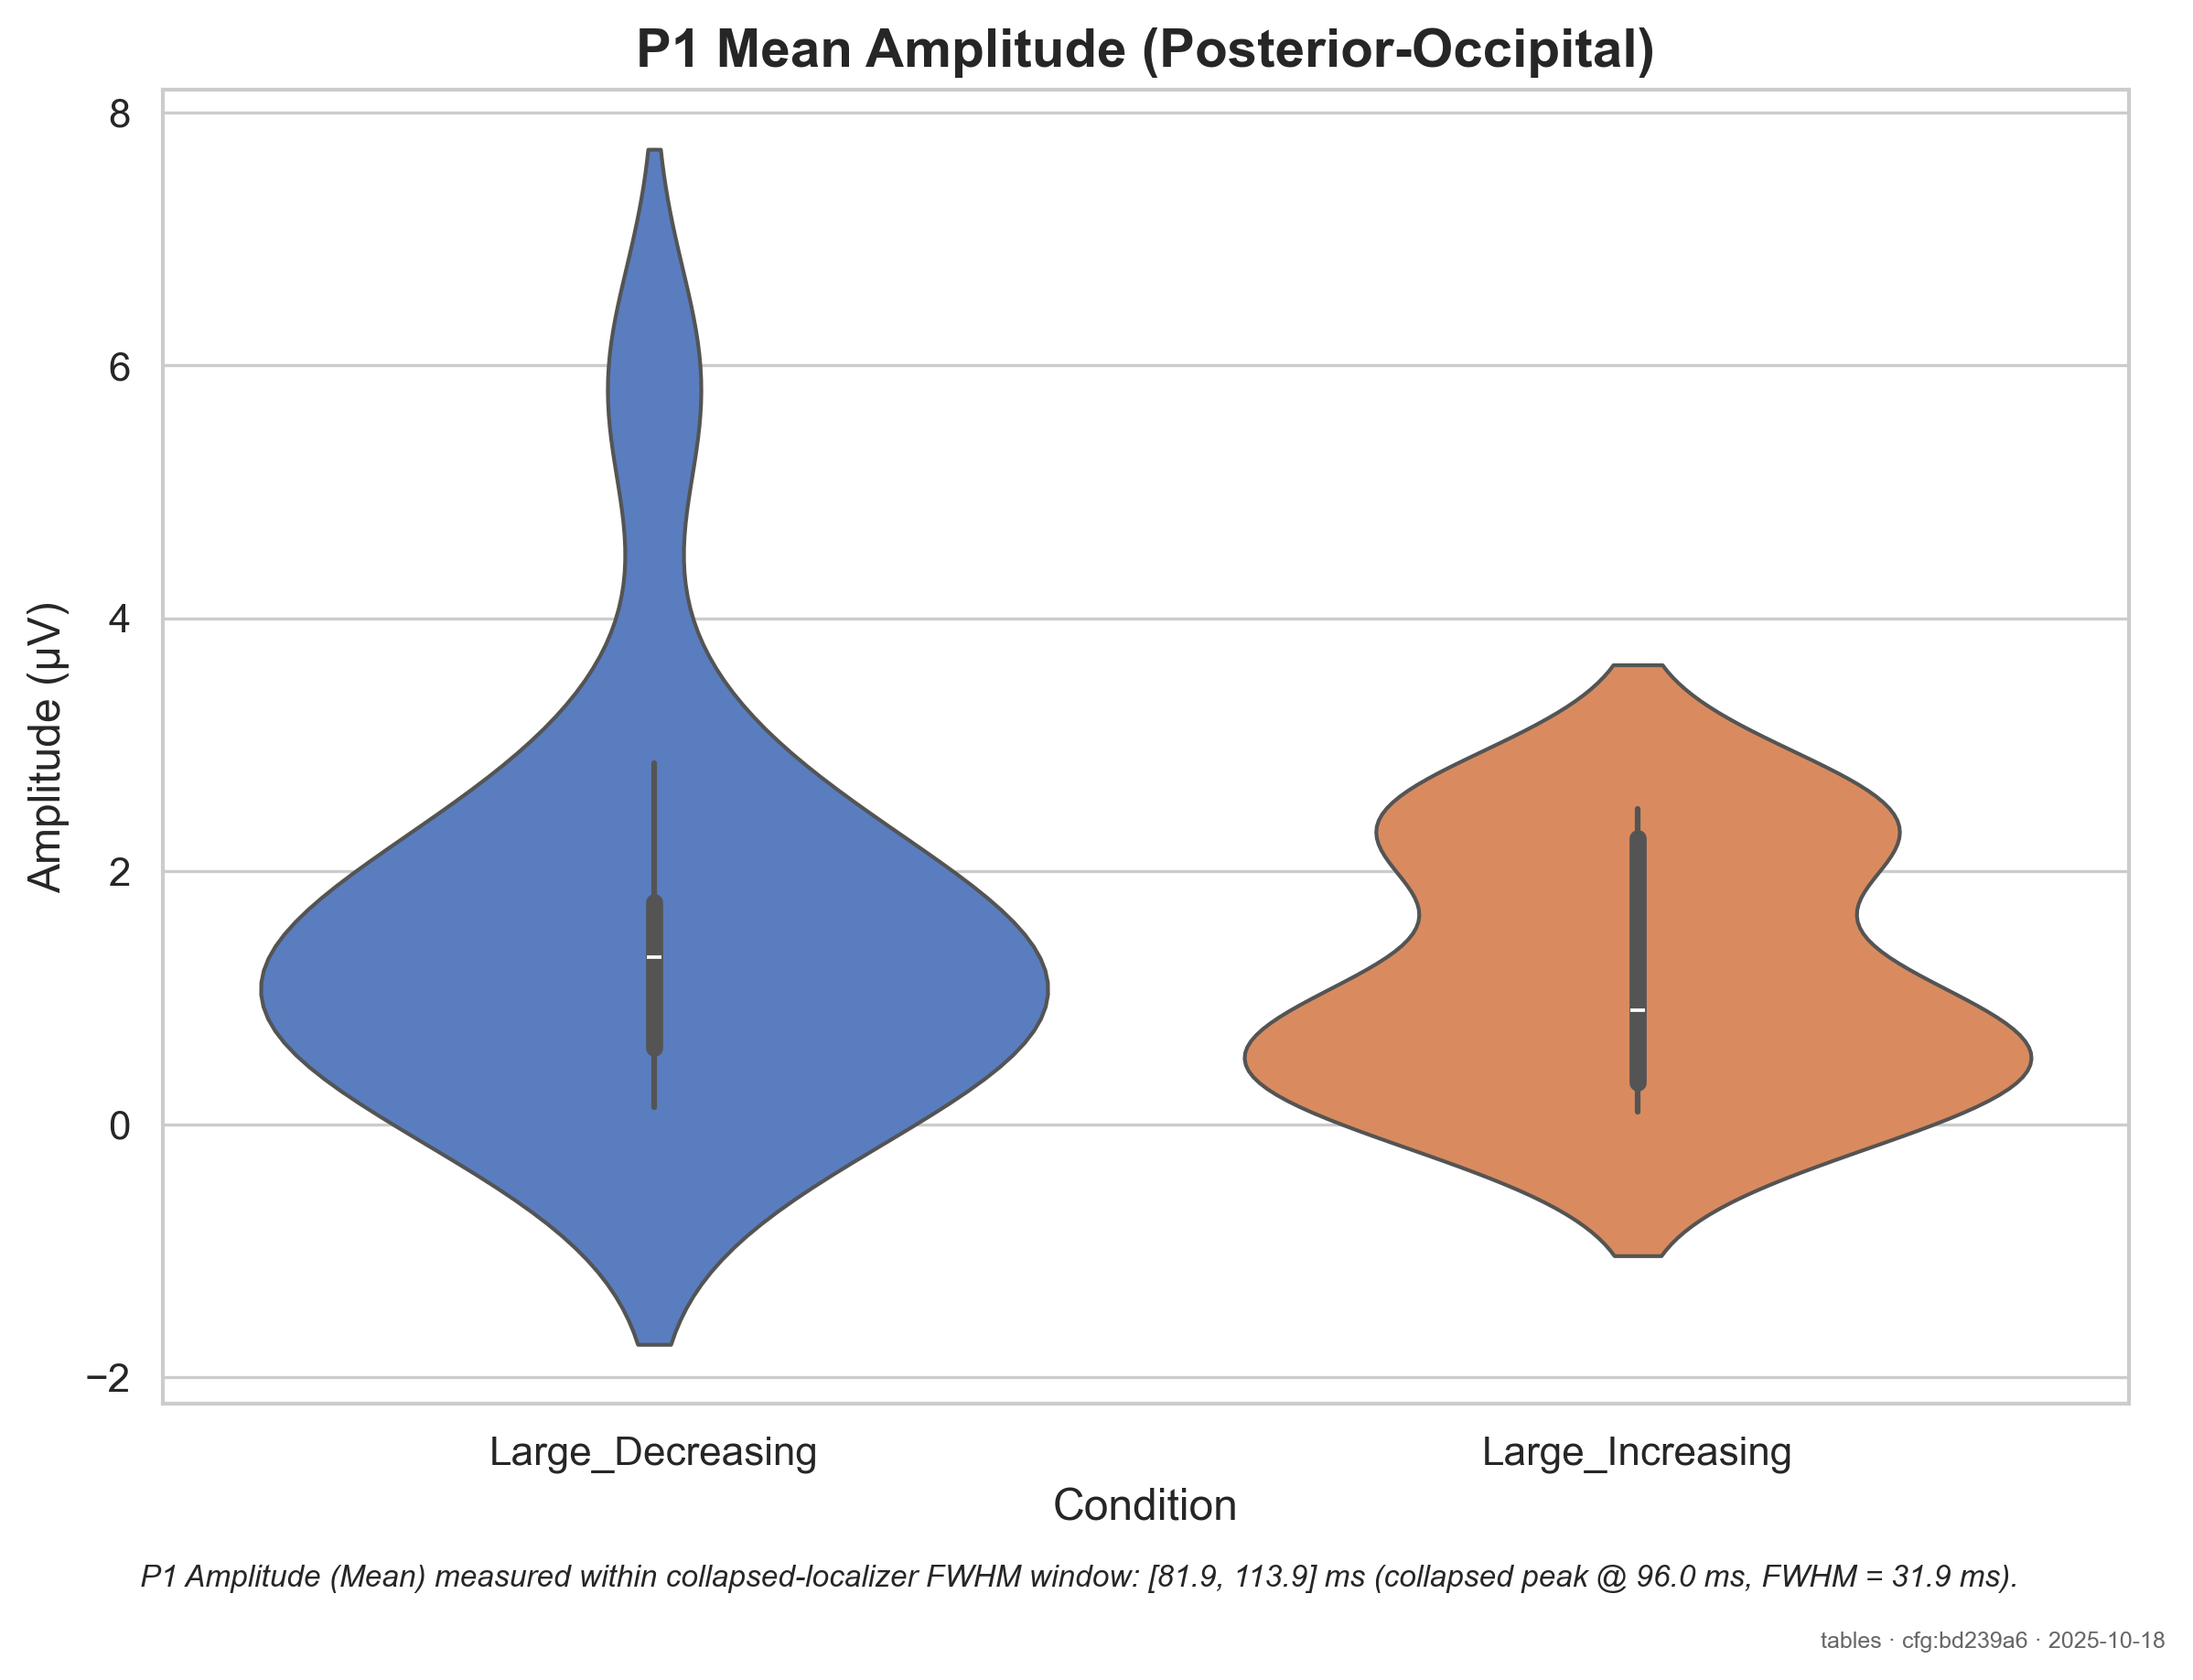 P1 Mean Amplitude (Posterior-Occipital)
8
6
4
2
0
−2
Amplitude (μV)
Large_Decreasing
Large_Increasing
Condition
P1 Amplitude (Mean) measured within collapsed-localizer FWHM window: [81.9, 113.9] ms (collapsed peak @ 96.0 ms, FWHM = 31.9 ms).
tables · cfg:bd239a6 · 2025-10-18